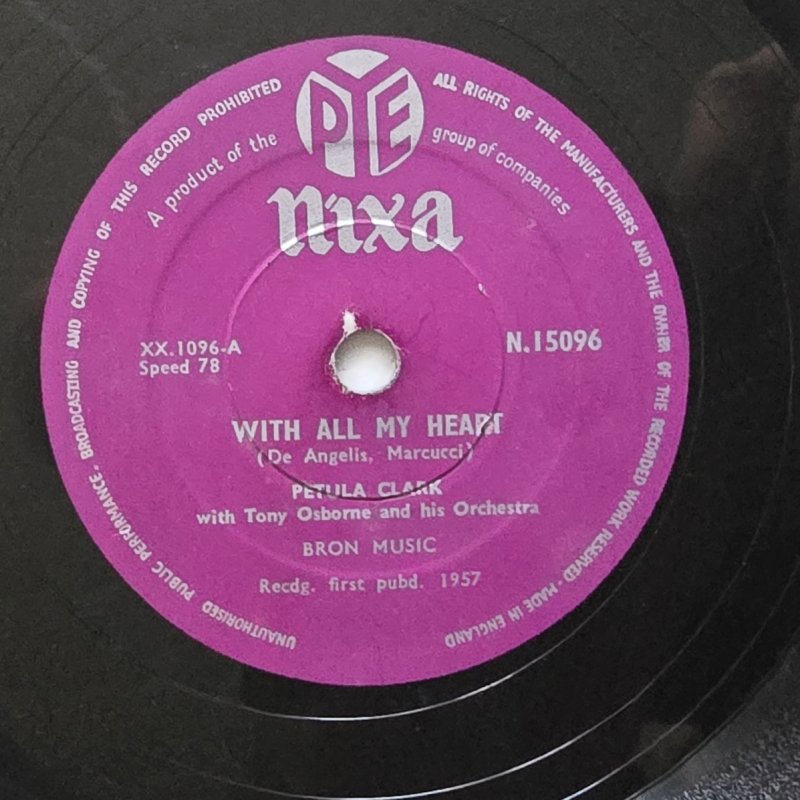 UNAUTHORISED PUBLIC PERFORMANCE, BROADCASTING AND COPYING OF THIS RECORD PROHIBITED
ALL RIGHTS OF THE MANUFACTURERS AND THE OWNER OF THE RECORDED WORK RESERVED · MADE IN ENGLAND
A product of the PYE group of companies
Nixa
XX.1096-A
Speed 78
N.15096
WITH ALL MY HEART
(De Angelis, Marcucci)
PETULA CLARK
with Tony Osborne and his Orchestra
BRON MUSIC
Recdg. first pubd. 1957